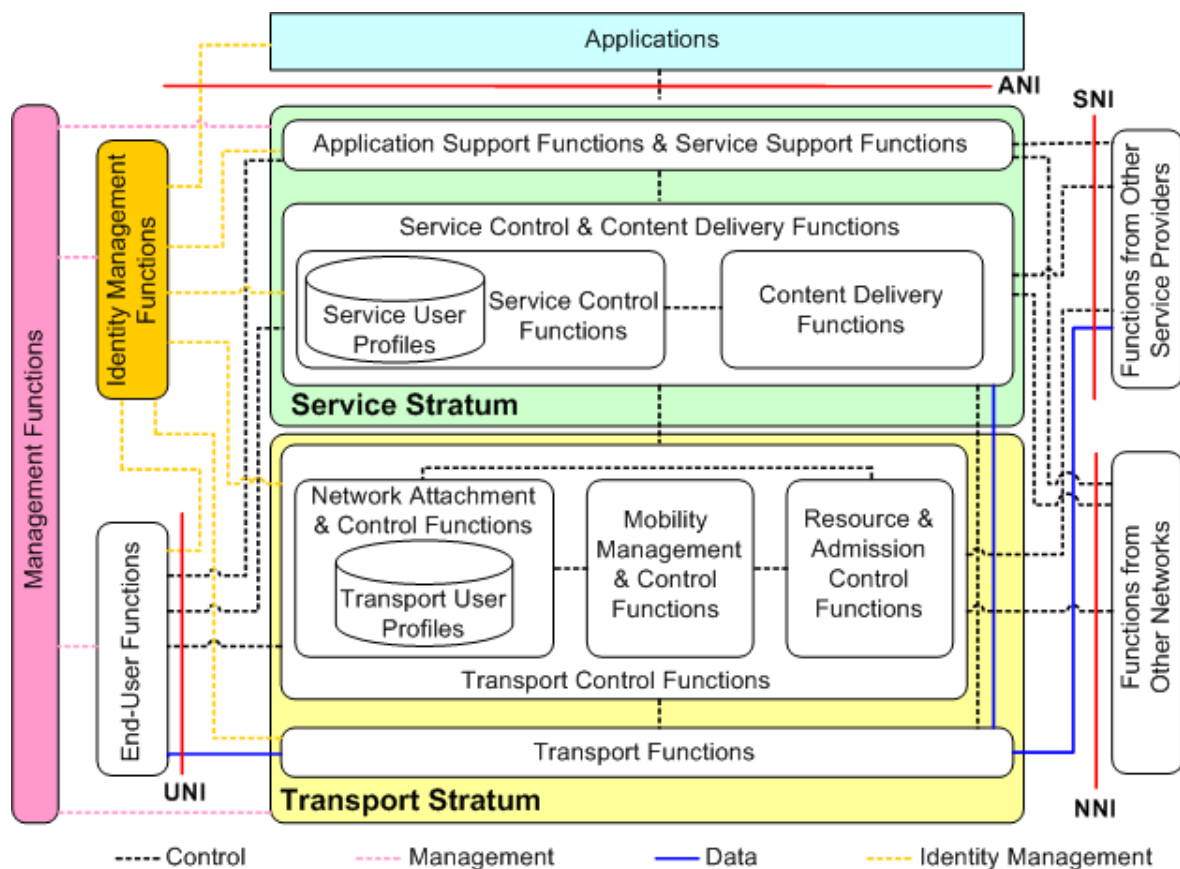 Applications
ANI
SNI
Application Support Functions & Service Support Functions
Service Control & Content Delivery Functions
Service User
Profiles
Service Control
Functions
Content Delivery
Functions
Service Stratum
Management Functions
Identity Management
Functions
Functions from Other
Service Providers
Network Attachment
& Control Functions
Transport User
Profiles
Mobility
Management
& Control
Functions
Resource &
Admission
Control
Functions
Transport Control Functions
End-User Functions
Functions from
Other Networks
Transport Functions
UNI
Transport Stratum
NNI
Control
Management
Data
Identity Management